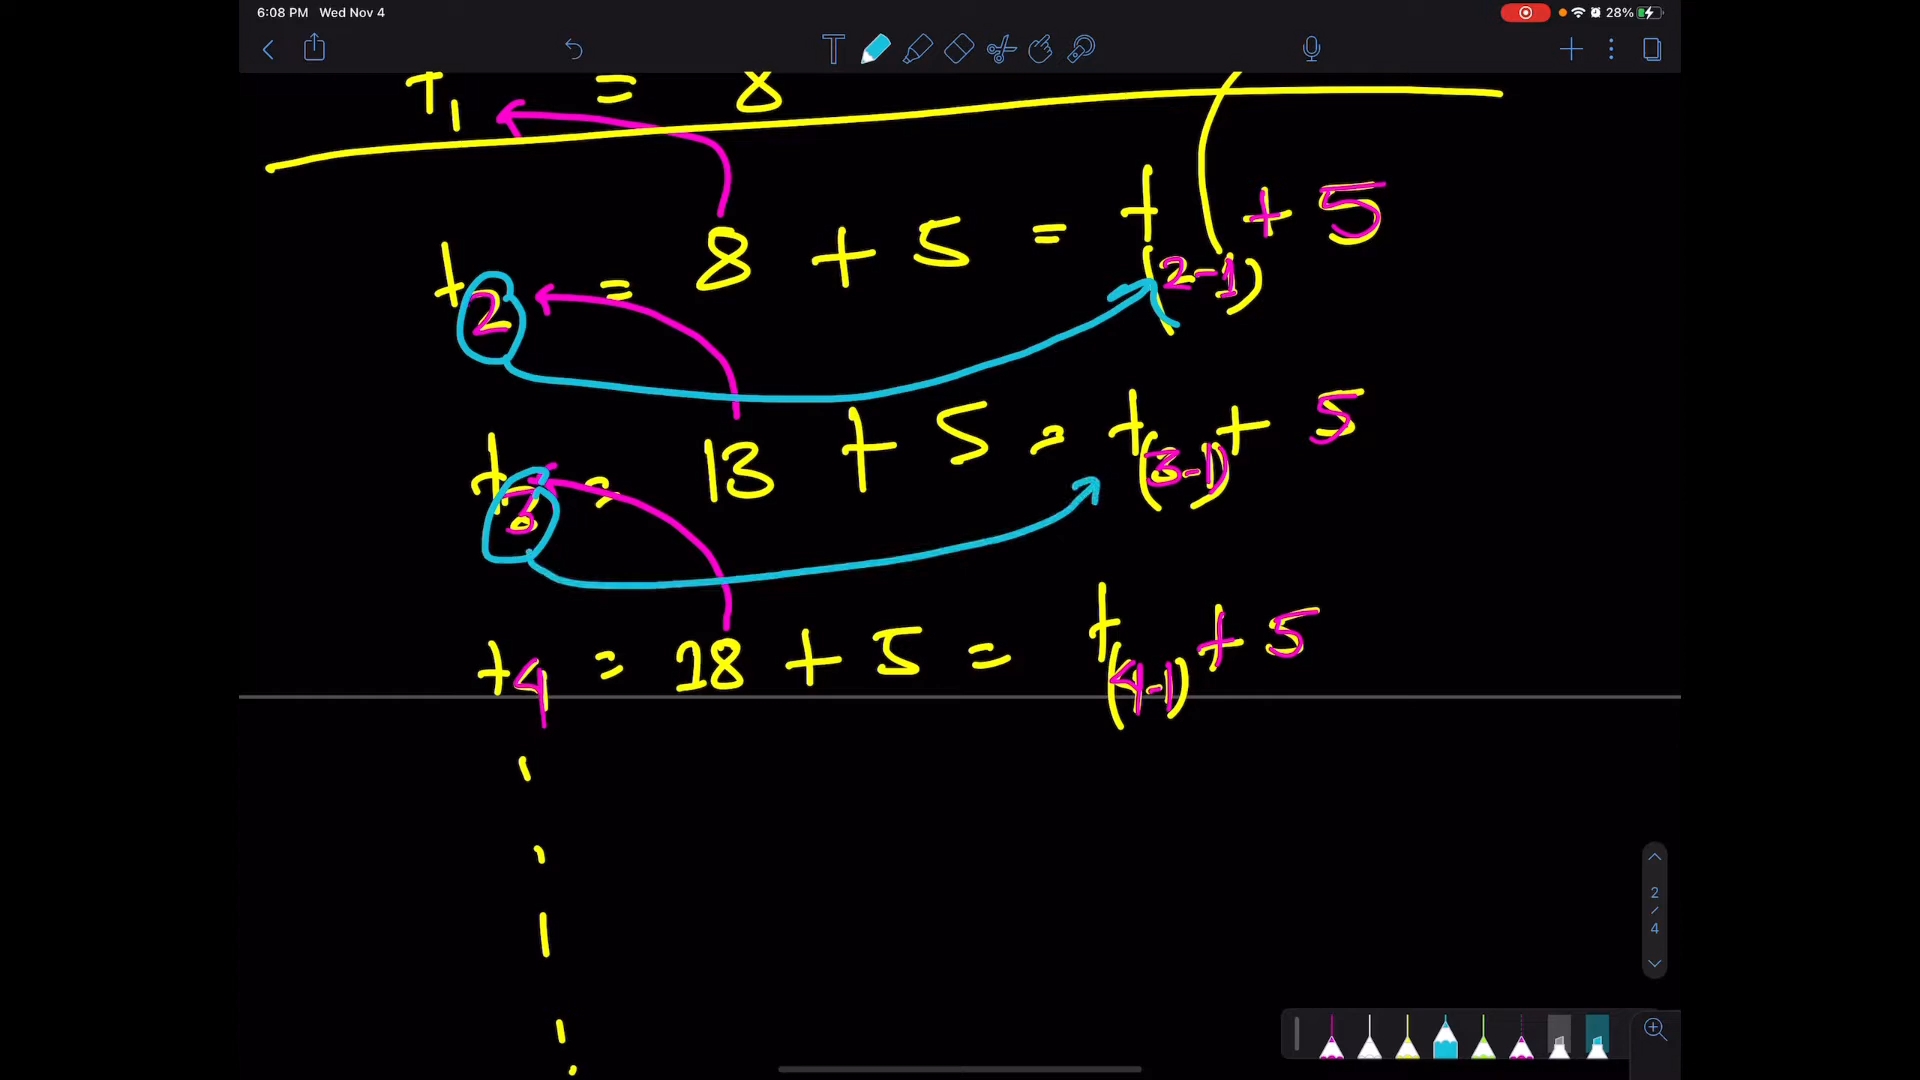 6:08 PM Wed Nov 4 28%
t₁ = 8
t₂ = 8 + 5 = t₍₂₋₁₎ + 5
t₃ = 13 + 5 = t₍₃₋₁₎ + 5
t₄ = 18 + 5 = t₍₄₋₁₎ + 5
2
/
4